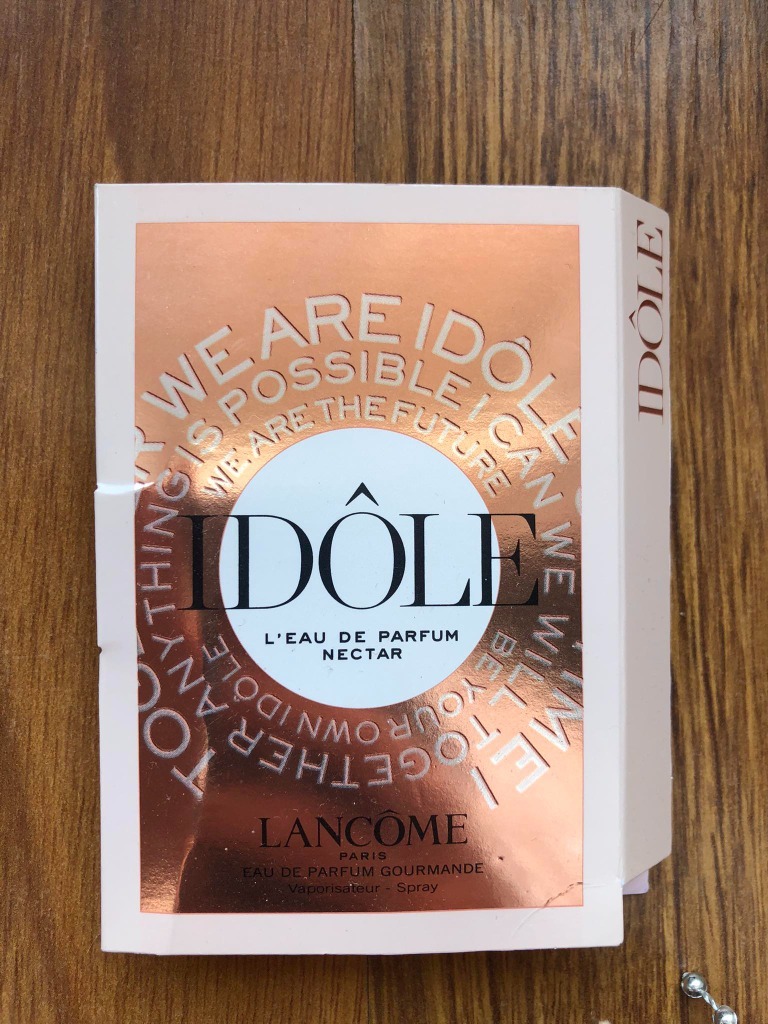 WE ARE IDÔLE
ANYTHING IS POSSIBLE I CAN WE WILL
WE ARE THE FUTURE
IDÔLE
L'EAU DE PARFUM
NECTAR
BE YOUR OWN IDÔLE
TOGETHER
LANCÔME
PARIS
EAU DE PARFUM GOURMANDE
Vaporisateur - Spray
IDÔLE